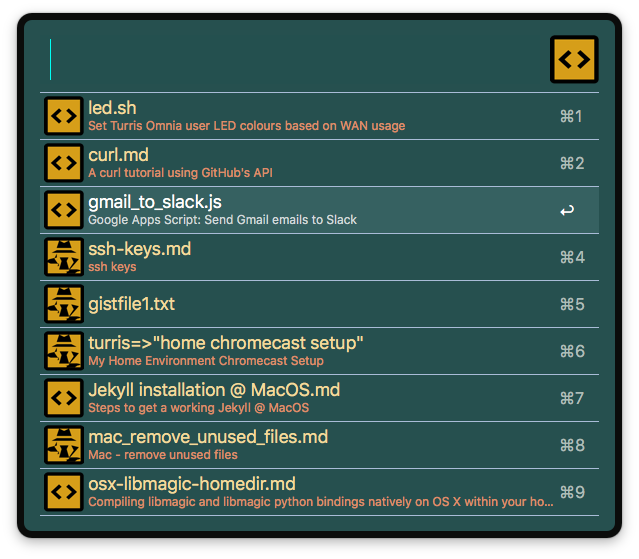 led.sh
Set Turris Omnia user LED colours based on WAN usage
⌘1
curl.md
A curl tutorial using GitHub's API
⌘2
gmail_to_slack.js
Google Apps Script: Send Gmail emails to Slack
↩
ssh-keys.md
ssh keys
⌘4
gistfile1.txt
⌘5
turris=>"home chromecast setup"
My Home Environment Chromecast Setup
⌘6
Jekyll installation @ MacOS.md
Steps to get a working Jekyll @ MacOS
⌘7
mac_remove_unused_files.md
Mac - remove unused files
⌘8
osx-libmagic-homedir.md
Compiling libmagic and libmagic python bindings natively on OS X within your ho...
⌘9